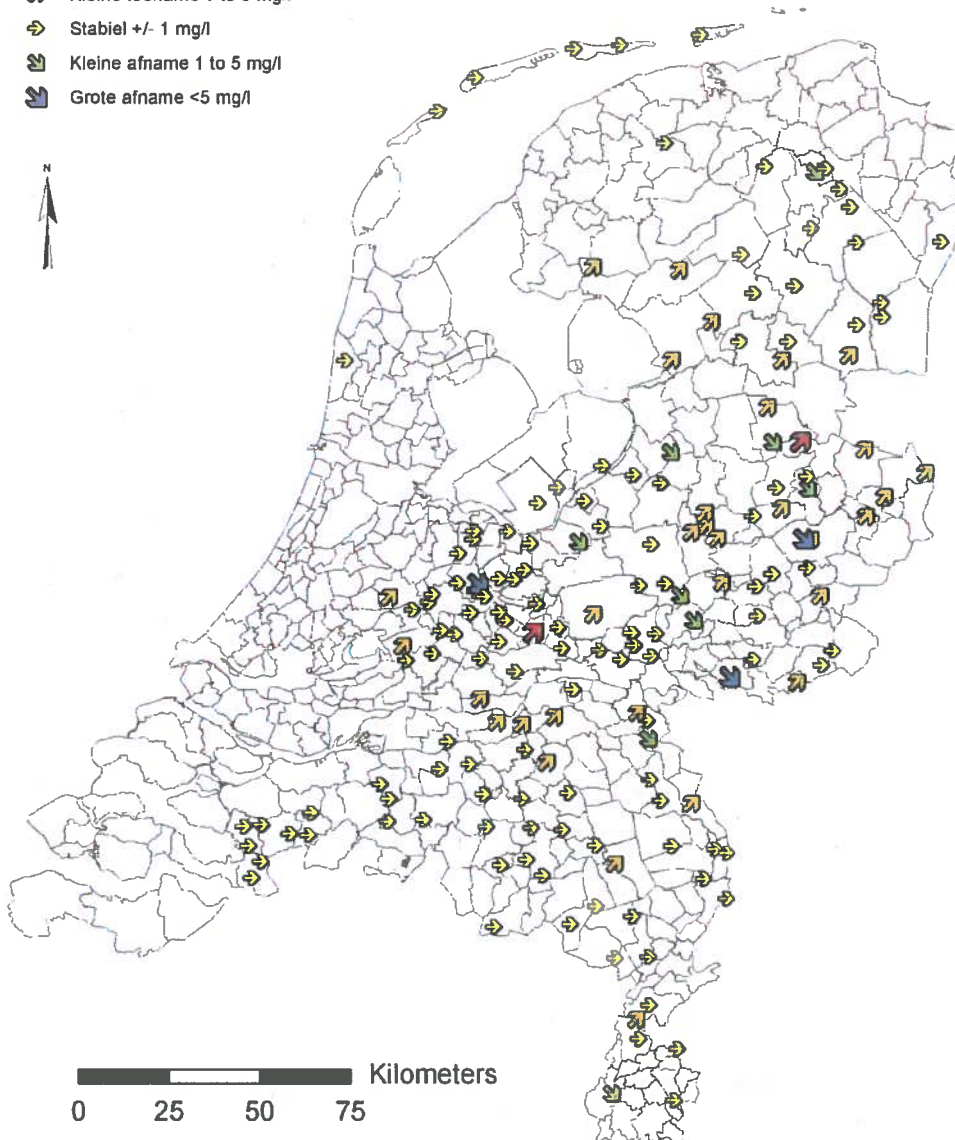 Stabiel +/- 1 mg/l
Kleine afname 1 to 5 mg/l
Grote afname <5 mg/l
N
Kilometers
0 25 50 75